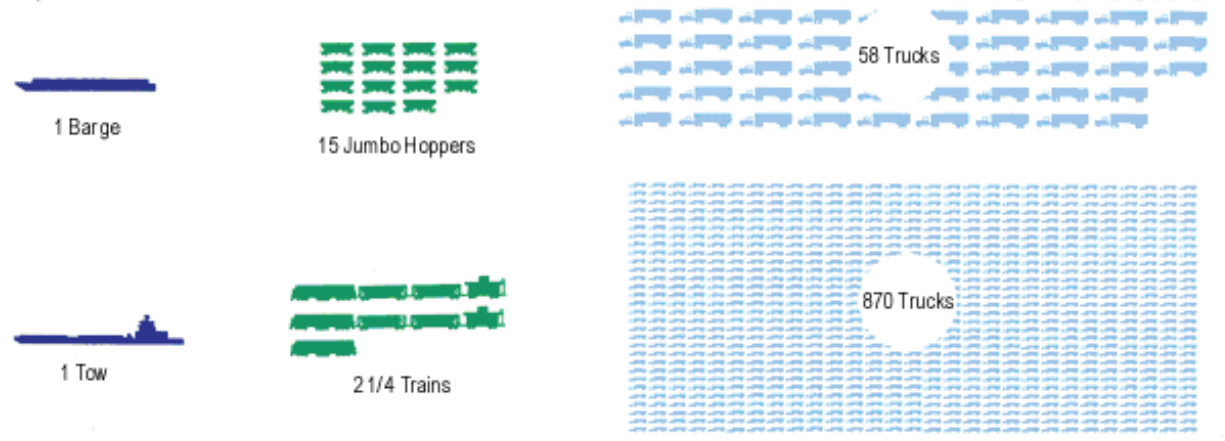 58 Trucks
1 Barge
15 Jumbo Hoppers
870 Trucks
1 Tow
2 1/4 Trains